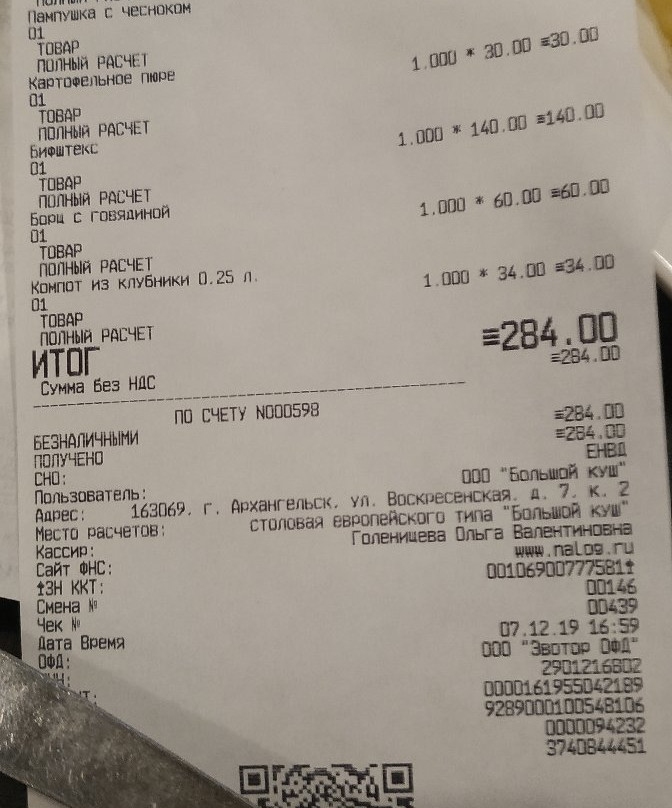 Пампушка с чесноком
01
ТОВАР
ПОЛНЫЙ РАСЧЕТ 1.000 * 30.00 ≡30.00
Картофельное пюре
01
ТОВАР
ПОЛНЫЙ РАСЧЕТ 1.000 * 140.00 ≡140.00
Бифштекс
01
ТОВАР
ПОЛНЫЙ РАСЧЕТ 1.000 * 60.00 ≡60.00
Борщ с говядиной
01
ТОВАР
ПОЛНЫЙ РАСЧЕТ 1.000 * 34.00 ≡34.00
Компот из клубники 0.25 л.
01
ТОВАР
ПОЛНЫЙ РАСЧЕТ
ИТОГ ≡284.00
Сумма без НДС ≡284.00
ПО СЧЕТУ N000598
БЕЗНАЛИЧНЫМИ ≡284.00
ПОЛУЧЕНО ≡284.00
СНО: ЕНВД
Пользователь: ООО "Большой куш"
Адрес: 163069, г. Архангельск, ул. Воскресенская, д. 7, к. 2
Место расчетов: столовая европейского типа "Большой куш"
Кассир: Голенищева Ольга Валентиновна
Сайт ФНС: www.nalog.ru
ЗН ККТ: 00106900777581
Смена № 00146
Чек № 00439
Дата Время 07.12.19 16:59
ОФД: ООО "Эвотор ОФД"
2901216802
0000161955042189
9289000100548106
0000094232
3740844451